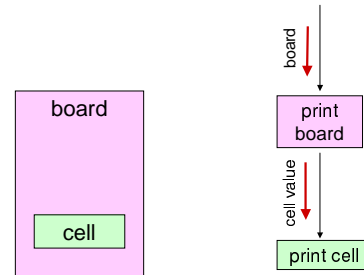 board
cell
board
print
board
cell value
print cell